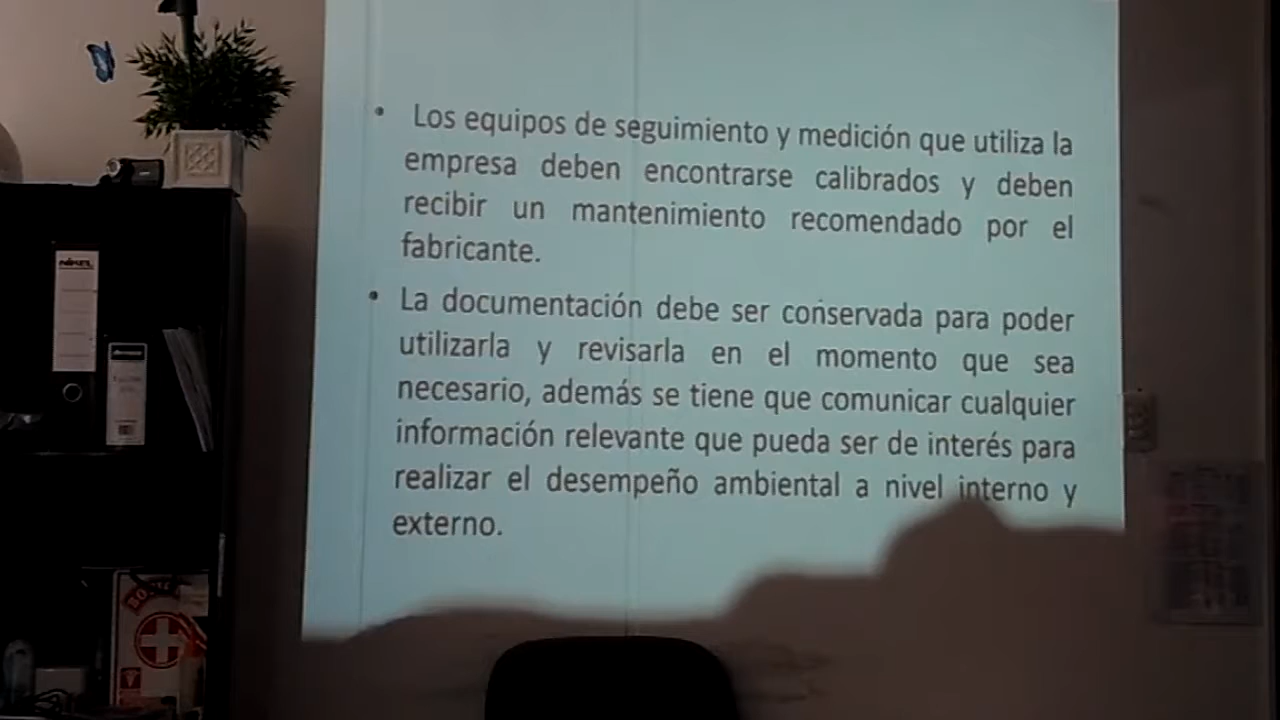 • Los equipos de seguimiento y medición que utiliza la
empresa deben encontrarse calibrados y deben
recibir un mantenimiento recomendado por el
fabricante.
• La documentación debe ser conservada para poder
utilizarla y revisarla en el momento que sea
necesario, además se tiene que comunicar cualquier
información relevante que pueda ser de interés para
realizar el desempeño ambiental a nivel interno y
externo.